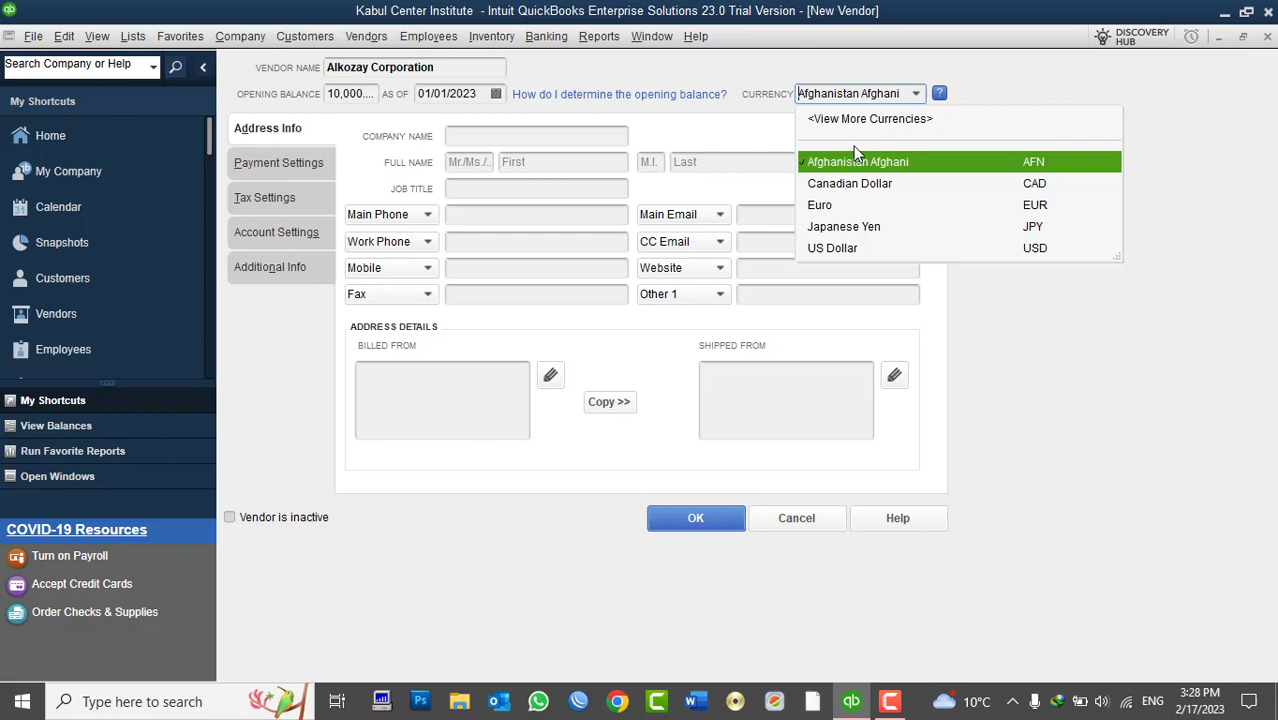 Kabul Center Institute - Intuit QuickBooks Enterprise Solutions 23.0 Trial Version - [New Vendor]
File Edit View Lists Favorites Company Customers Vendors Employees Inventory Banking Reports Window Help
DISCOVERY
HUB
Search Company or Help
My Shortcuts
Home
My Company
Calendar
Snapshots
Customers
Vendors
Employees
My Shortcuts
View Balances
Run Favorite Reports
Open Windows
COVID-19 Resources
Turn on Payroll
Accept Credit Cards
Order Checks & Supplies
VENDOR NAME Alkozay Corporation
OPENING BALANCE 10,000.... AS OF 01/01/2023 How do I determine the opening balance? CURRENCY Afghanistan Afghani ?
<View More Currencies>
Afghanistan Afghani AFN
Canadian Dollar CAD
Euro EUR
Japanese Yen JPY
US Dollar USD
Address Info
Payment Settings
Tax Settings
Account Settings
Additional Info
COMPANY NAME
FULL NAME Mr./Ms./.. First M.I. Last
JOB TITLE
Main Phone Main Email
Work Phone CC Email
Mobile Website
Fax Other 1
ADDRESS DETAILS
BILLED FROM SHIPPED FROM
Copy >>
Vendor is inactive
OK Cancel Help
Type here to search
10°C ENG
3:28 PM
2/17/2023